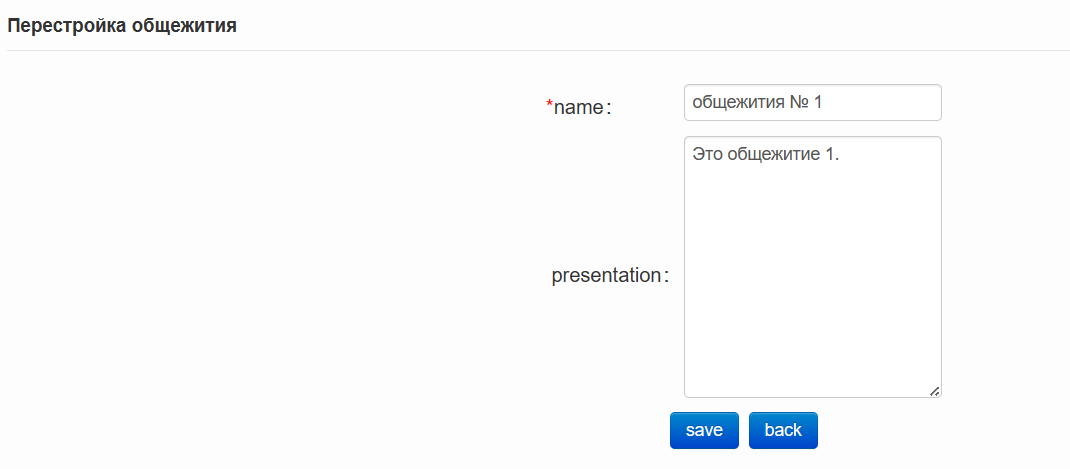 Перестройка общежития
*name: общежития № 1
Это общежитие 1.
presentation:
save back